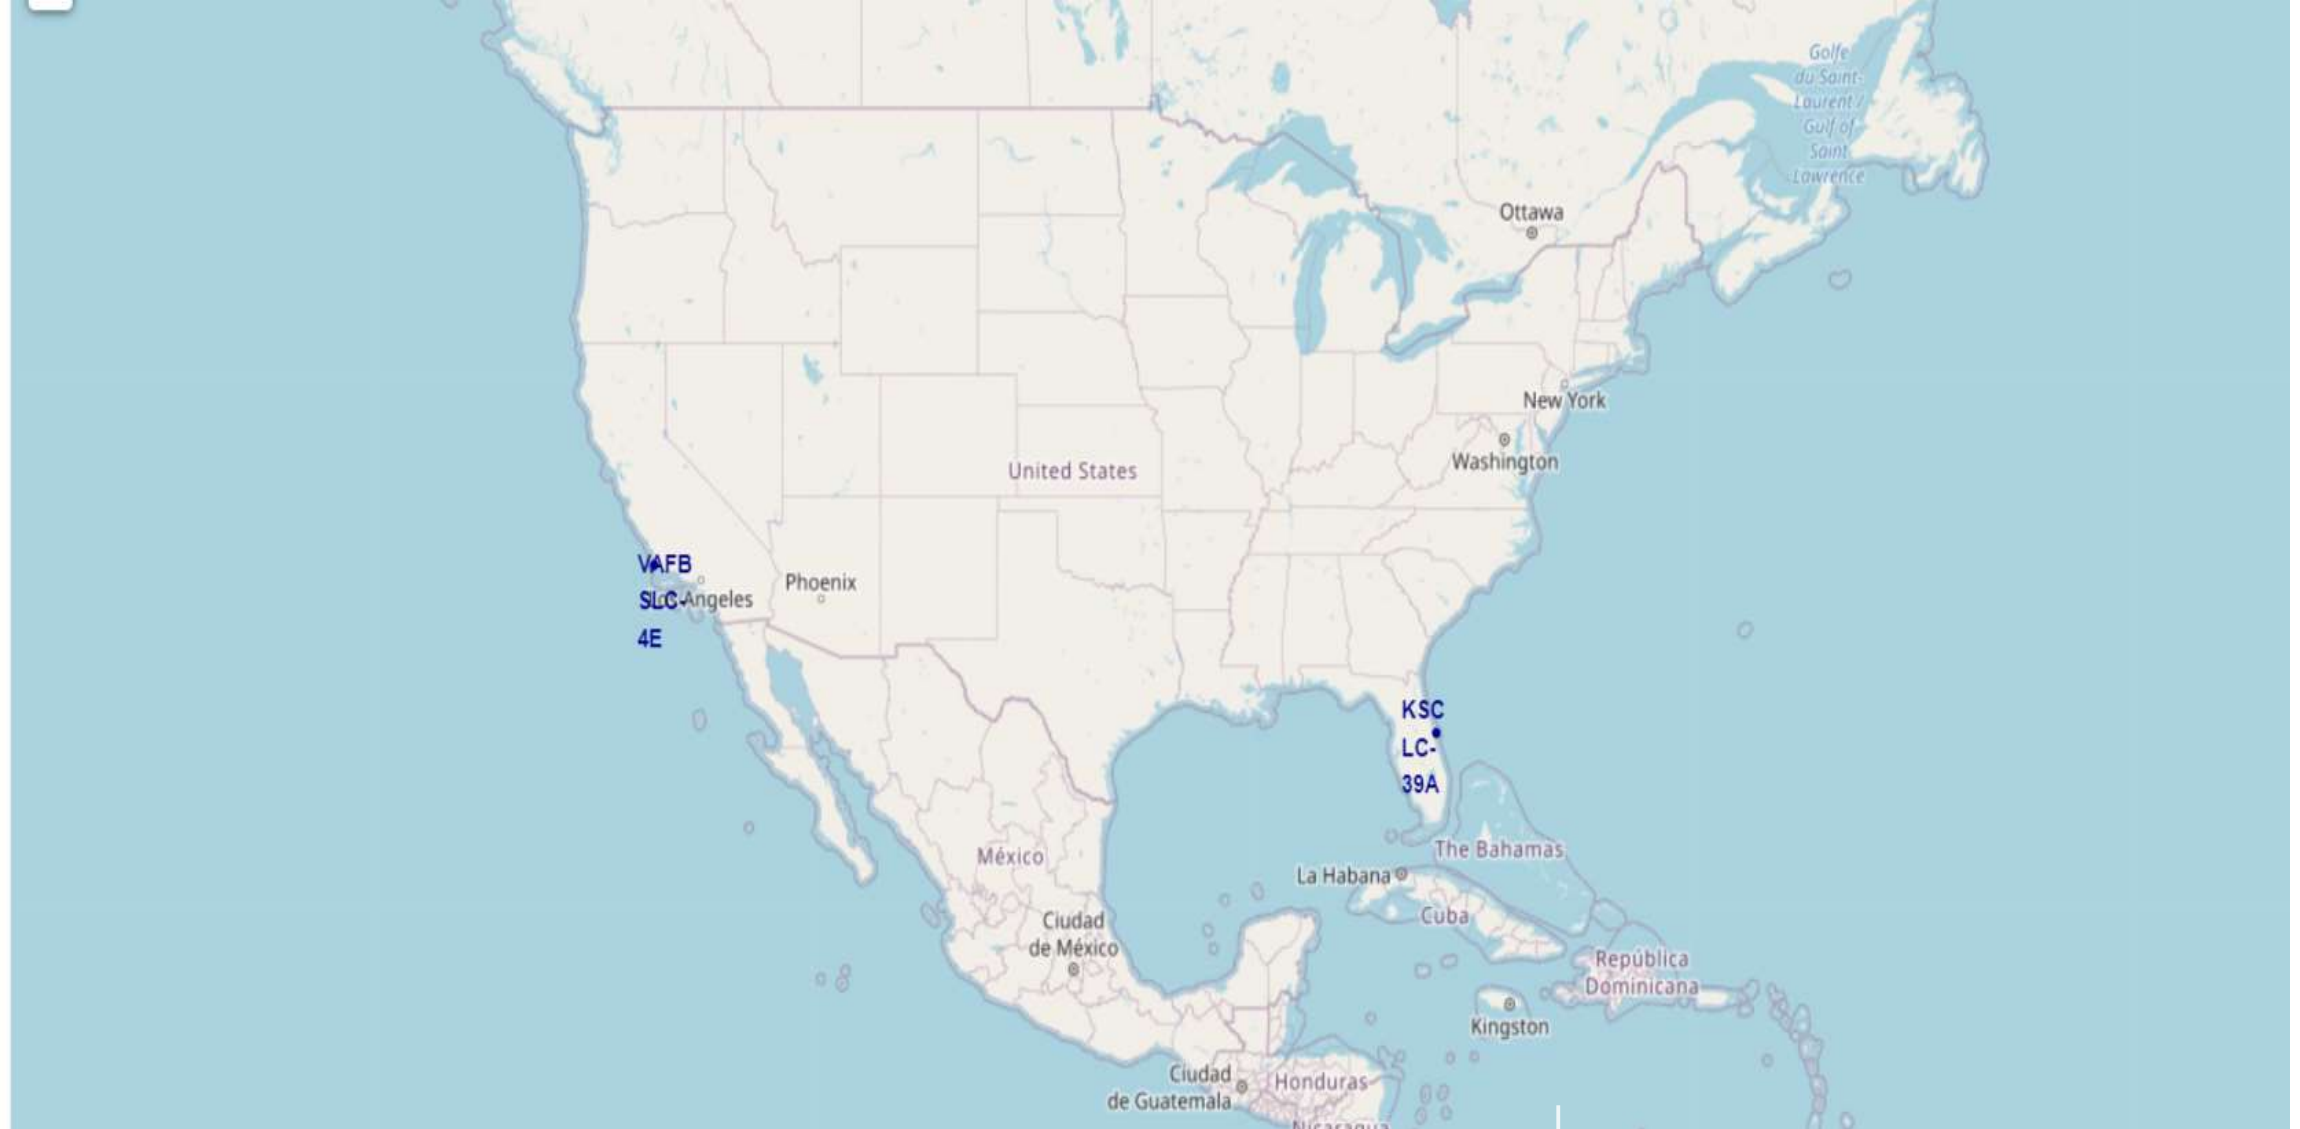 Golfe
du Saint-
Laurent /
Gulf of
Saint
Lawrence
Ottawa
New York
Washington
United States
VAFB
SLC-
4E
Los Angeles
Phoenix
KSC
LC-
39A
The Bahamas
La Habana
Cuba
México
Ciudad
de México
República
Dominicana
Kingston
Ciudad
de Guatemala
Honduras
Nicaragua